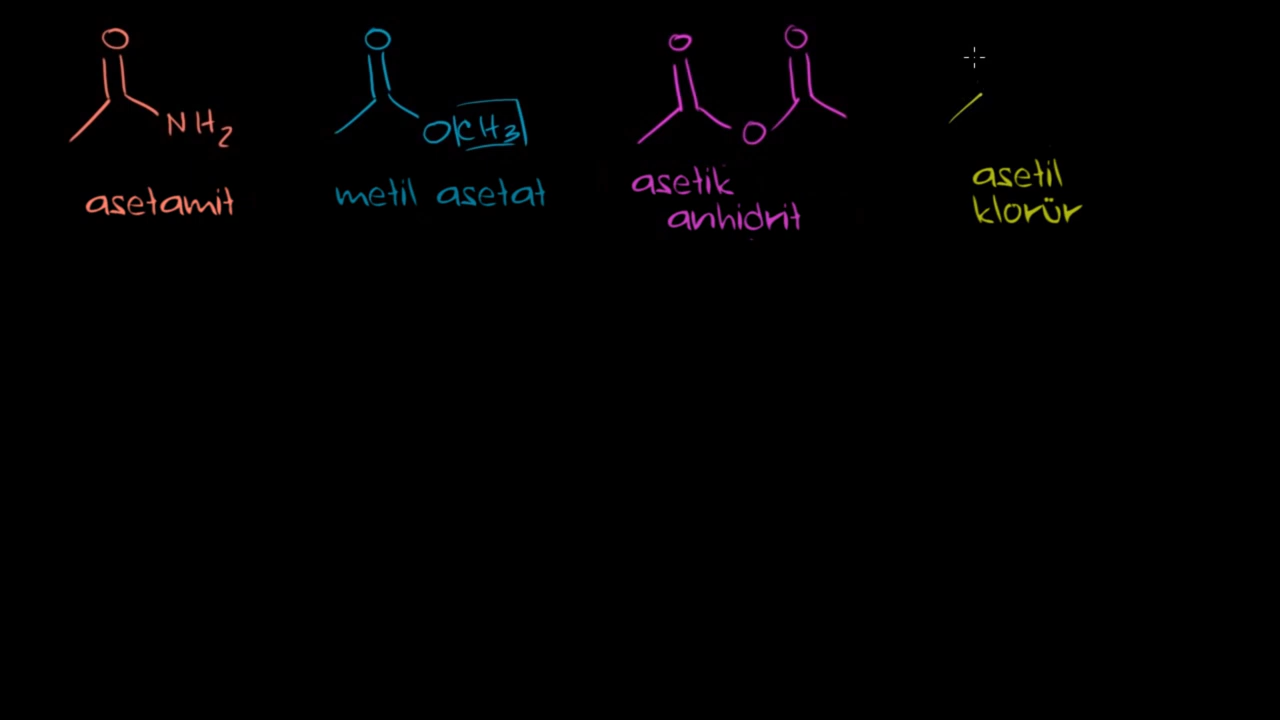 O O O O
NH2 OCH3 O
asetamit metil asetat asetik anhidrit asetil klorür